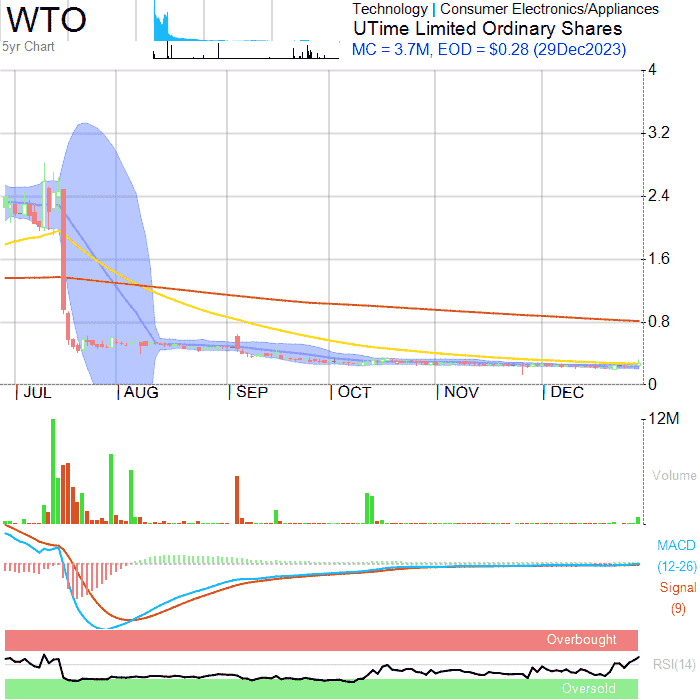 WTO
5yr Chart
Technology | Consumer Electronics/Appliances
UTime Limited Ordinary Shares
MC = 3.7M, EOD = $0.28 (29Dec2023)
4
3.2
2.4
1.6
0.8
0
JUL AUG SEP OCT NOV DEC
12M
Volume
MACD
(12-26)
Signal
(9)
Overbought
RSI(14)
Oversold